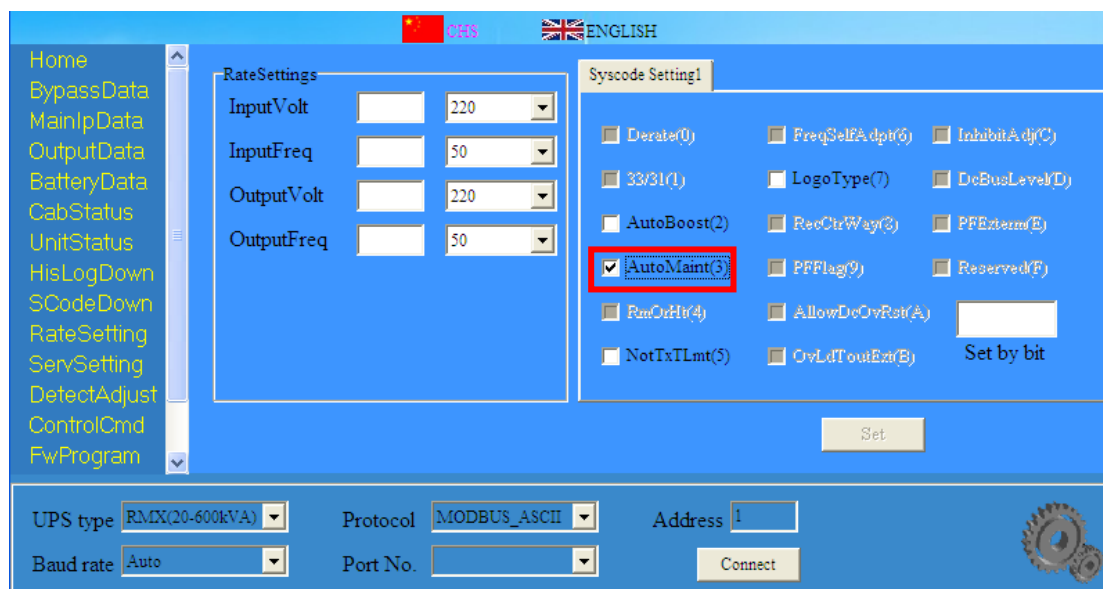 CHS ENGLISH
Home
BypassData
MainIpData
OutputData
BatteryData
CabStatus
UnitStatus
HisLogDown
SCodeDown
RateSetting
ServSetting
DetectAdjust
ControlCmd
FwProgram
RateSettings
InputVolt 220
InputFreq 50
OutputVolt 220
OutputFreq 50
Syscode Setting1
Derate(0) FreqSelfAdpt(6) InhibitAdj(C)
33/31(1) LogoType(7) DcBusLevel(D)
AutoBoost(2) RecCtrWay(8) PFExterm(E)
AutoMaint(3) PFFlag(9) Reserved(F)
RmOrHt(4) AllowDcOvRst(A)
NotTxTLmt(5) OvLdToutExt(B) Set by bit
Set
UPS type RMX(20-600kVA) Protocol MODBUS_ASCII Address 1
Baud rate Auto Port No. Connect